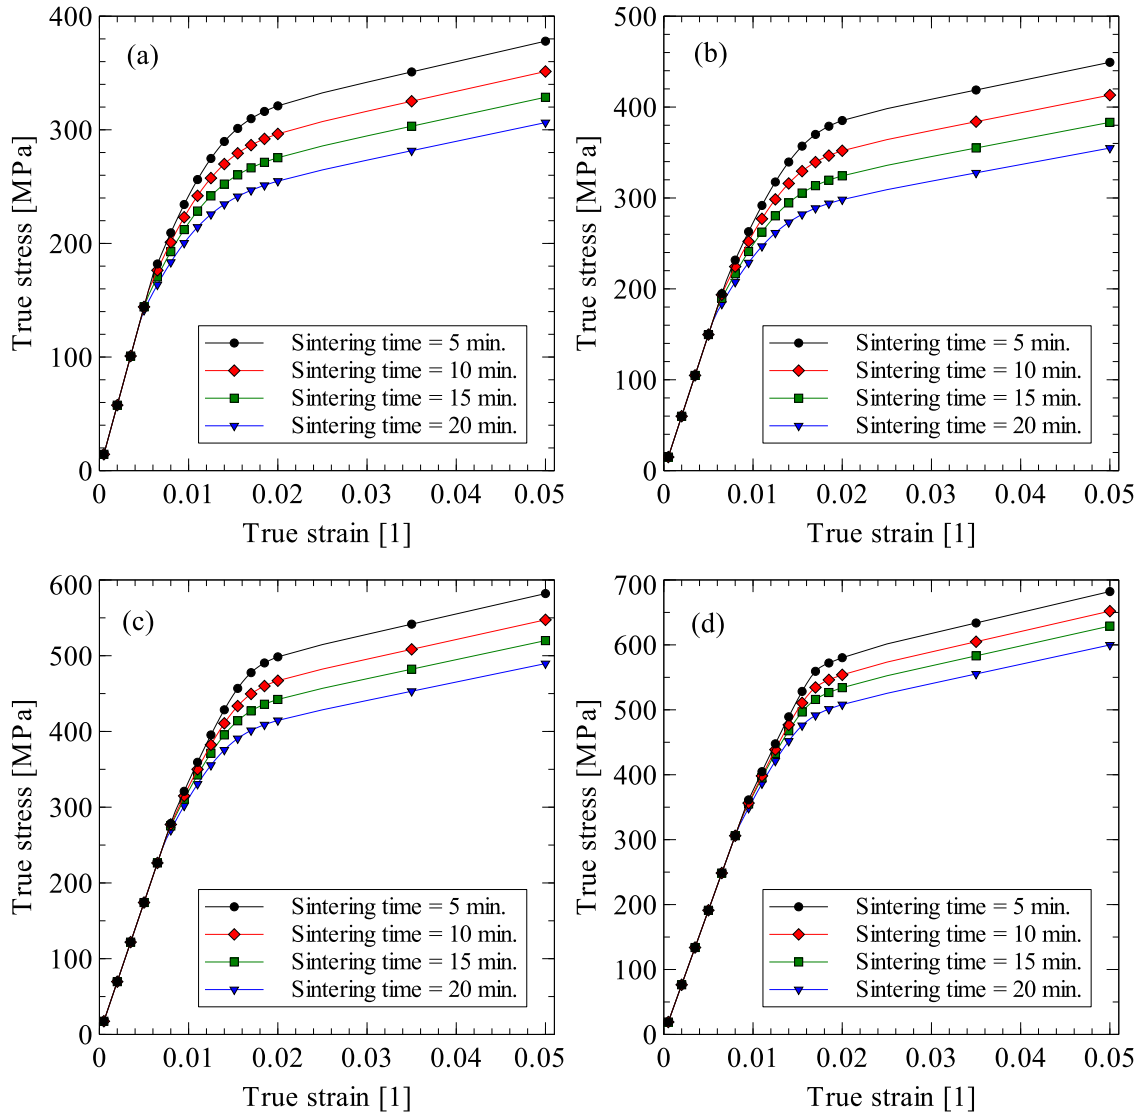 (a)
400
300
200
100
0
True stress [MPa]
Sintering time = 5 min.
Sintering time = 10 min.
Sintering time = 15 min.
Sintering time = 20 min.
0 0.01 0.02 0.03 0.04 0.05
True strain [1]
(b)
500
400
300
200
100
0
True stress [MPa]
Sintering time = 5 min.
Sintering time = 10 min.
Sintering time = 15 min.
Sintering time = 20 min.
0 0.01 0.02 0.03 0.04 0.05
True strain [1]
(c)
600
500
400
300
200
100
0
True stress [MPa]
Sintering time = 5 min.
Sintering time = 10 min.
Sintering time = 15 min.
Sintering time = 20 min.
0 0.01 0.02 0.03 0.04 0.05
True strain [1]
(d)
700
600
500
400
300
200
100
0
True stress [MPa]
Sintering time = 5 min.
Sintering time = 10 min.
Sintering time = 15 min.
Sintering time = 20 min.
0 0.01 0.02 0.03 0.04 0.05
True strain [1]